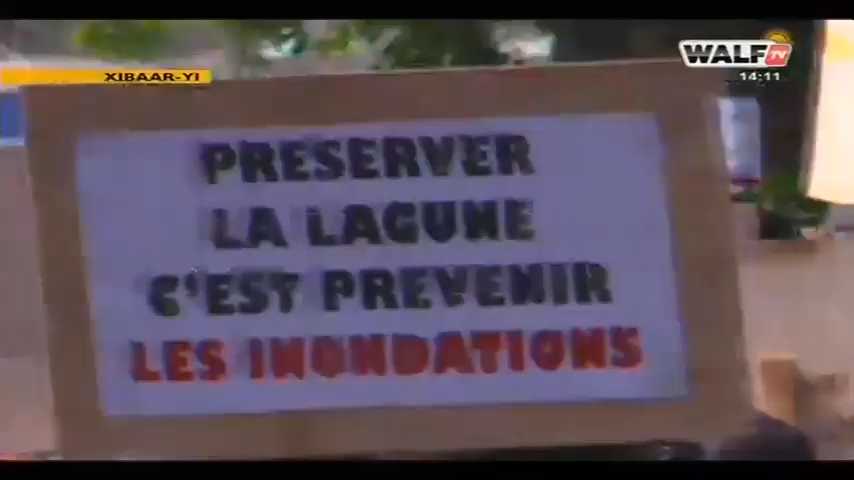 WALF TV
14:11
XIBAAR-YI
PRESERVER
LA LAGUNE
C'EST PREVENIR
LES INONDATIONS